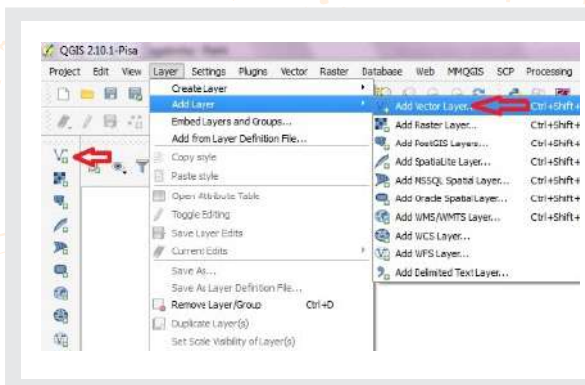 QGIS 2.10.1-Pisa
Project Edit View Layer Settings Plugins Vector Raster Database Web MMQGIS SCP Processing
Create Layer
Add Layer
Embed Layers and Groups...
Add from Layer Definition File...
Copy style
Paste style
Open Attribute Table
Toggle Editing
Save Layer Edits
Current Edits
Save As...
Save As Layer Definition File...
Remove Layer/Group Ctrl+D
Duplicate Layer(s)
Set Scale Visibility of Layer(s)
Add Vector Layer... Ctrl+Shift+
Add Raster Layer... Ctrl+Shift+
Add PostGIS Layers... Ctrl+Shift+
Add SpatiaLite Layer... Ctrl+Shift+
Add MSSQL Spatial Layer... Ctrl+Shift+
Add Oracle Spatial Layer... Ctrl+Shift+
Add WMS/WMTS Layer... Ctrl+Shift+
Add WCS Layer...
Add WFS Layer...
Add Delimited Text Layer...